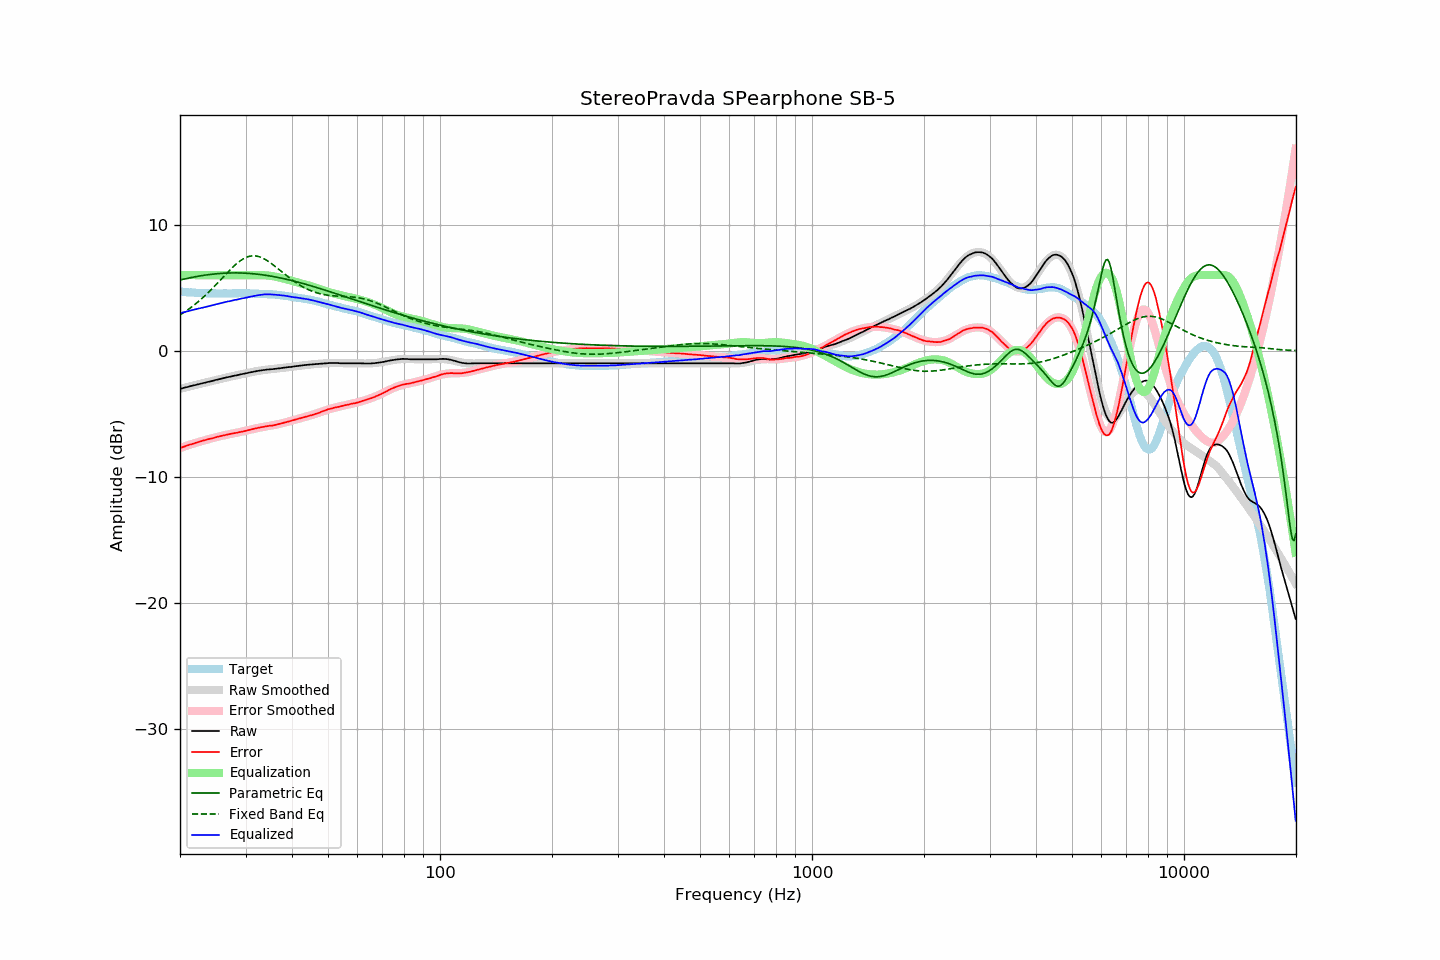 StereoPravda SPearphone SB-5
Amplitude (dBr)
10
0
−10
−20
−30
Target
Raw Smoothed
Error Smoothed
Raw
Error
Equalization
Parametric Eq
Fixed Band Eq
Equalized
100 1000 10000
Frequency (Hz)